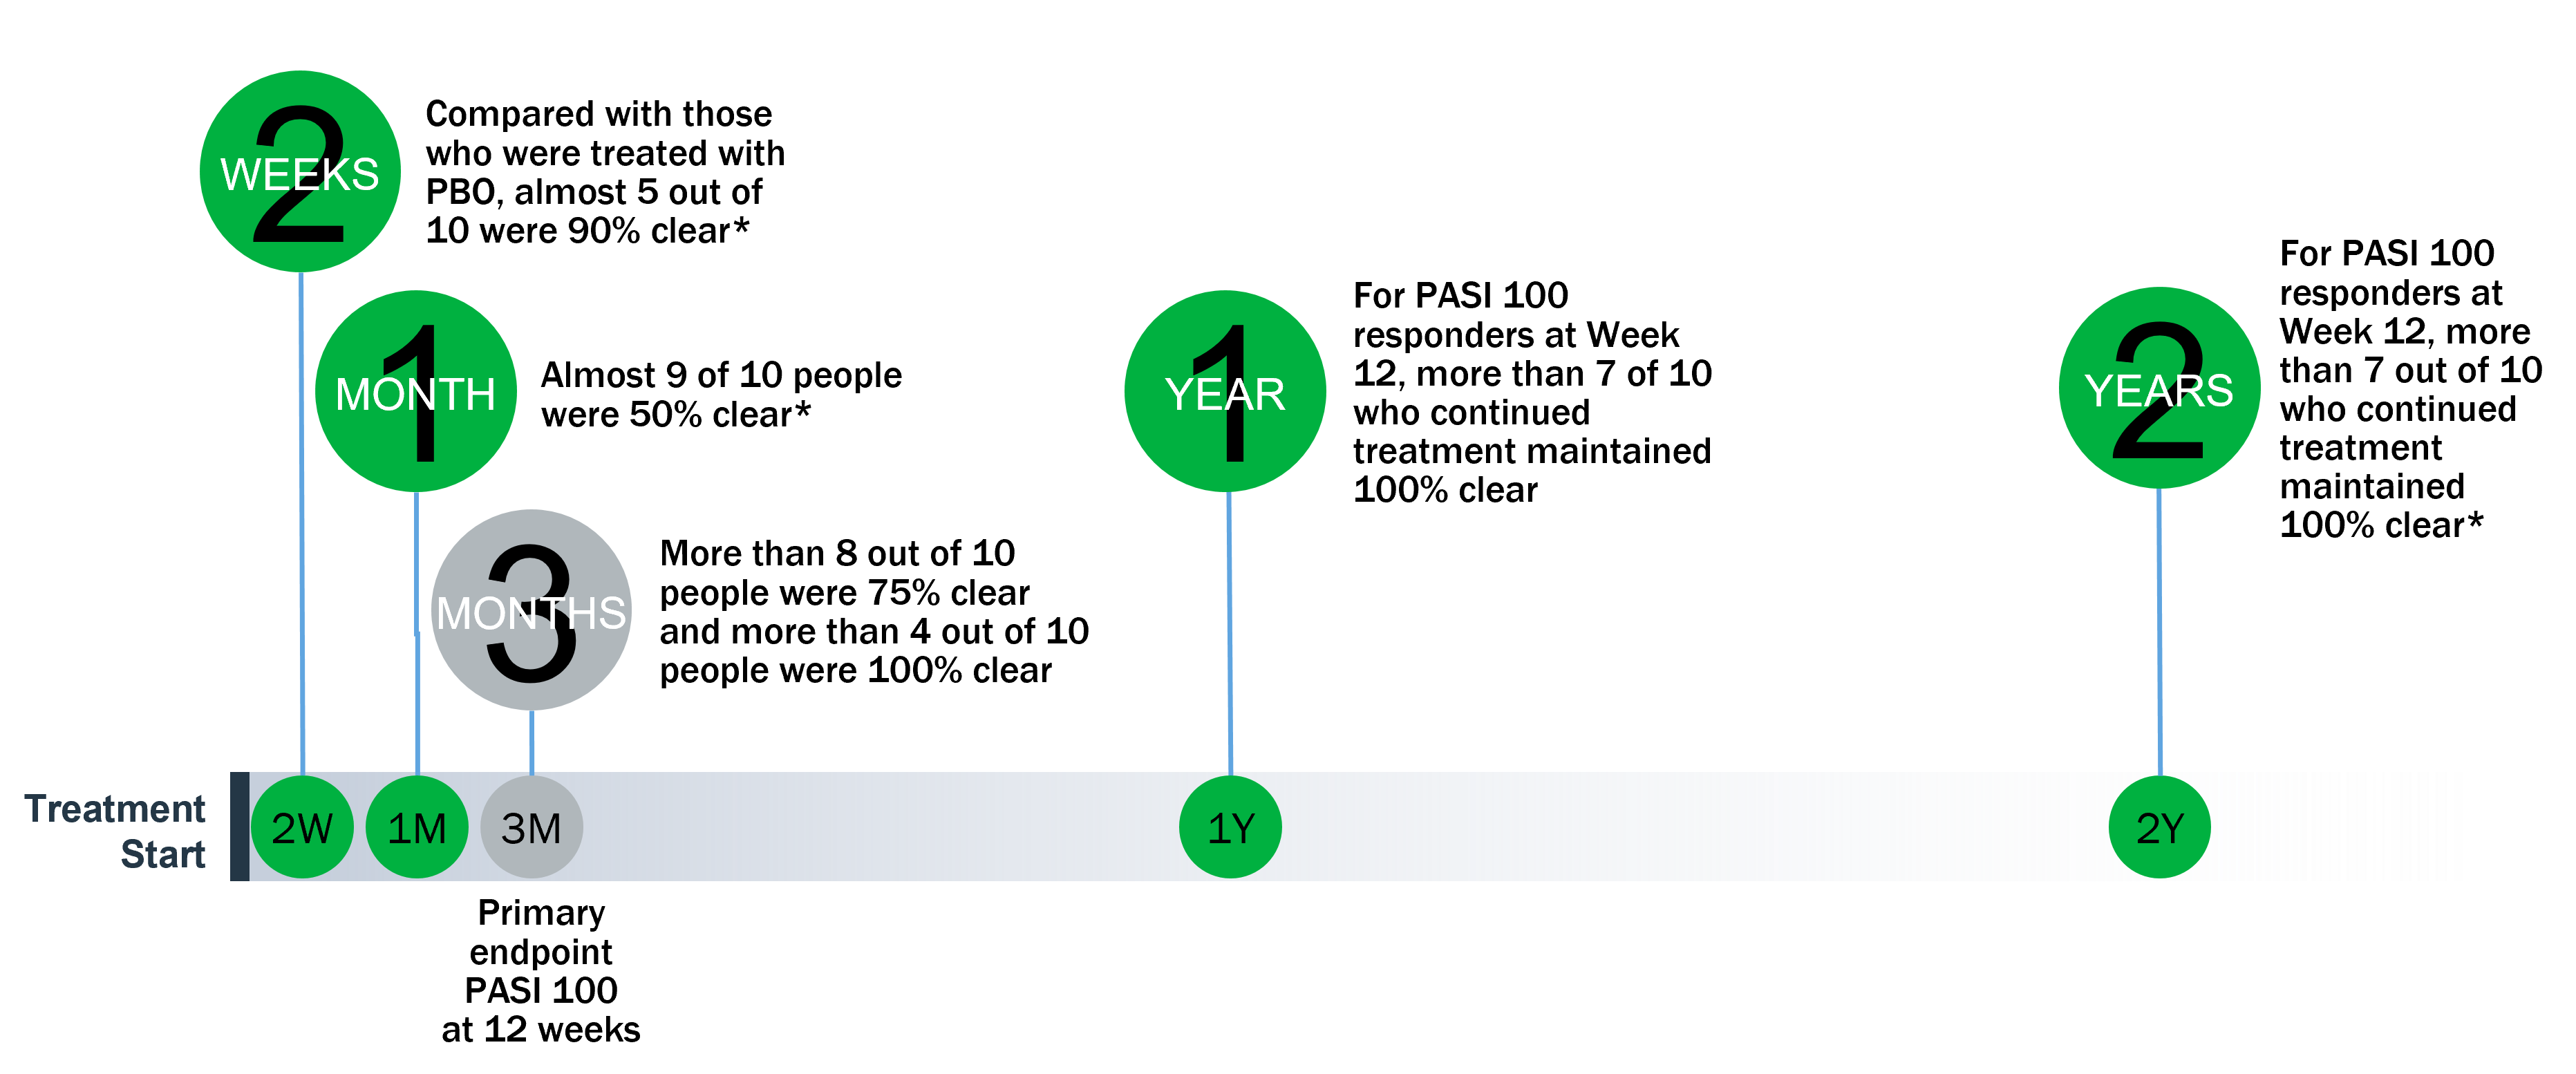 2
WEEKS
Compared with those
who were treated with
PBO, almost 5 out of
10 were 90% clear*
1
MONTH
Almost 9 of 10 people
were 50% clear*
3
MONTHS
More than 8 out of 10
people were 75% clear
and more than 4 out of 10
people were 100% clear
1
YEAR
For PASI 100
responders at Week
12, more than 7 of 10
who continued
treatment maintained
100% clear
2
YEARS
For PASI 100
responders at
Week 12, more
than 7 out of 10
who continued
treatment
maintained
100% clear*
Treatment
Start
2W
1M
3M
1Y
2Y
Primary
endpoint
PASI 100
at 12 weeks